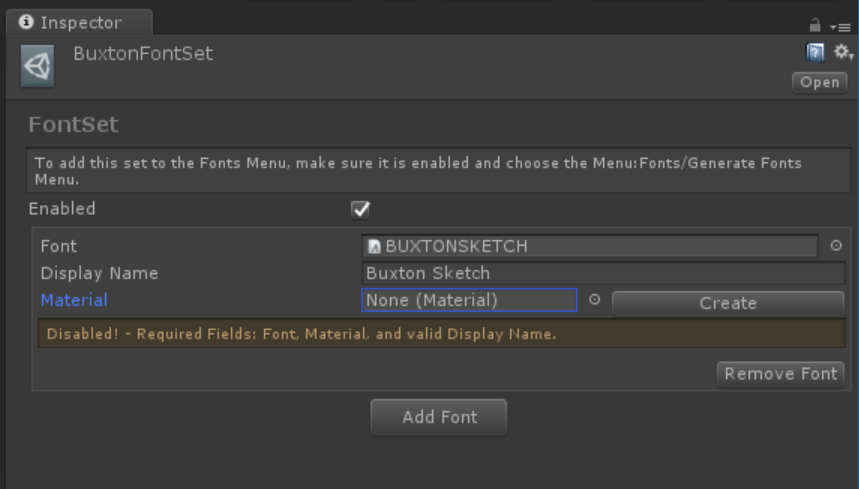 Inspector
BuxtonFontSet
Open
FontSet
To add this set to the Fonts Menu, make sure it is enabled and choose the Menu:Fonts/Generate Fonts
Menu.
Enabled
Font BUXTONSKETCH
Display Name Buxton Sketch
Material None (Material) Create
Disabled! - Required Fields: Font, Material, and valid Display Name.
Remove Font
Add Font